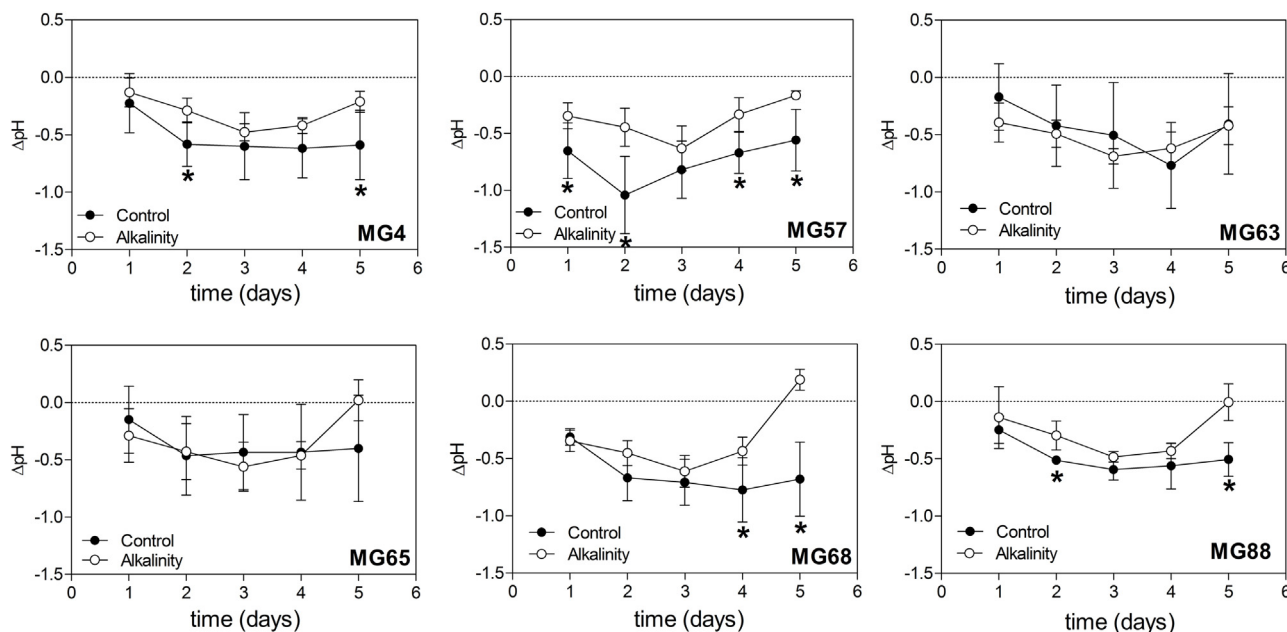 0.5
0.0
-0.5
-1.0
-1.5
ΔpH
Control
Alkalinity
MG4
*
*
0 1 2 3 4 5 6
time (days)
0.5
0.0
-0.5
-1.0
-1.5
ΔpH
Control
Alkalinity
MG57
*
*
*
*
0 1 2 3 4 5 6
time (days)
0.5
0.0
-0.5
-1.0
-1.5
ΔpH
Control
Alkalinity
MG63
0 1 2 3 4 5 6
time (days)
0.5
0.0
-0.5
-1.0
-1.5
ΔpH
Control
Alkalinity
MG65
0 1 2 3 4 5 6
time (days)
0.5
0.0
-0.5
-1.0
-1.5
ΔpH
Control
Alkalinity
MG68
*
*
0 1 2 3 4 5 6
time (days)
0.5
0.0
-0.5
-1.0
-1.5
ΔpH
Control
Alkalinity
MG88
*
*
0 1 2 3 4 5 6
time (days)